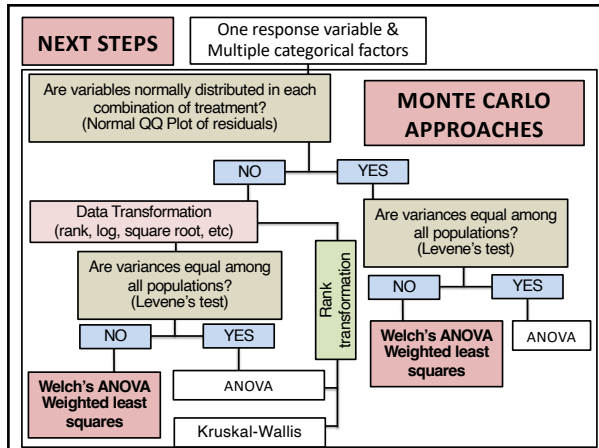 NEXT STEPS
One response variable &
Multiple categorical factors
Are variables normally distributed in each
combination of treatment?
(Normal QQ Plot of residuals)
MONTE CARLO
APPROACHES
NO
YES
Data Transformation
(rank, log, square root, etc)
Are variances equal among
all populations?
(Levene's test)
Rank
transformation
Are variances equal among
all populations?
(Levene's test)
NO
YES
NO
YES
Welch's ANOVA
Weighted least
squares
ANOVA
Welch's ANOVA
Weighted least
squares
ANOVA
Kruskal-Wallis